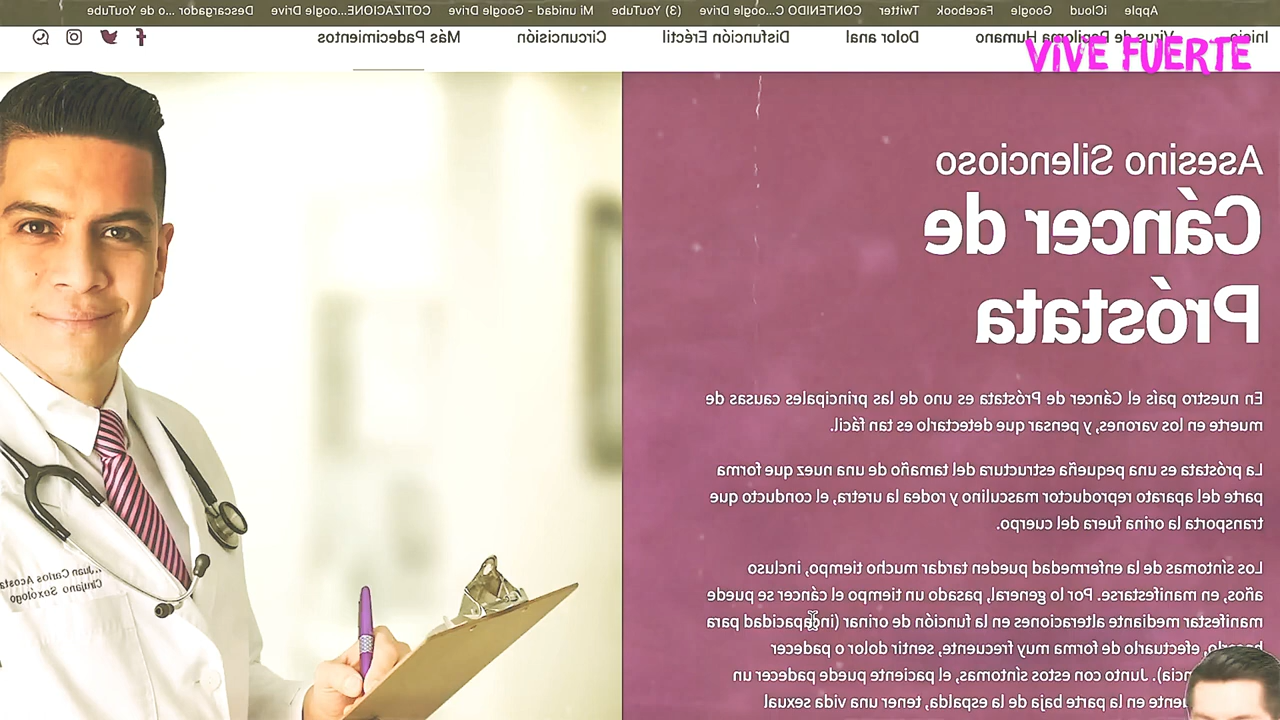 Apple iCloud Google Facebook Twitter CONTENIDO C...oogle Drive (3) YouTube Mi unidad - Google Drive COTIZACIONE...oogle Drive Descargador ...o de YouTube
Inicio Virus de Papiloma Humano Dolor anal Disfunción Eréctil Circuncisión Más Padecimientos
VIVE FUERTE
Asesino Silencioso
Cáncer de
Próstata
En nuestro país el Cáncer de Próstata es uno de las principales causas de
muerte en los varones, y pensar que detectarlo es tan fácil.
La próstata es una pequeña estructura del tamaño de una nuez que forma
parte del aparato reproductor masculino y rodea la uretra, el conducto que
transporta la orina fuera del cuerpo.
Los síntomas de la enfermedad pueden tardar mucho tiempo, incluso
años, en manifestarse. Por lo general, pasado un tiempo el cáncer se puede
manifestar mediante alteraciones en la función de orinar (incapacidad para
efectuarlo de forma muy frecuente, sentir dolor o padecer
Junto con estos síntomas, el paciente puede padecer un
en la parte baja de la espalda, tener una vida sexual
Juan Carlos Acosta
Cirujano Sexólogo